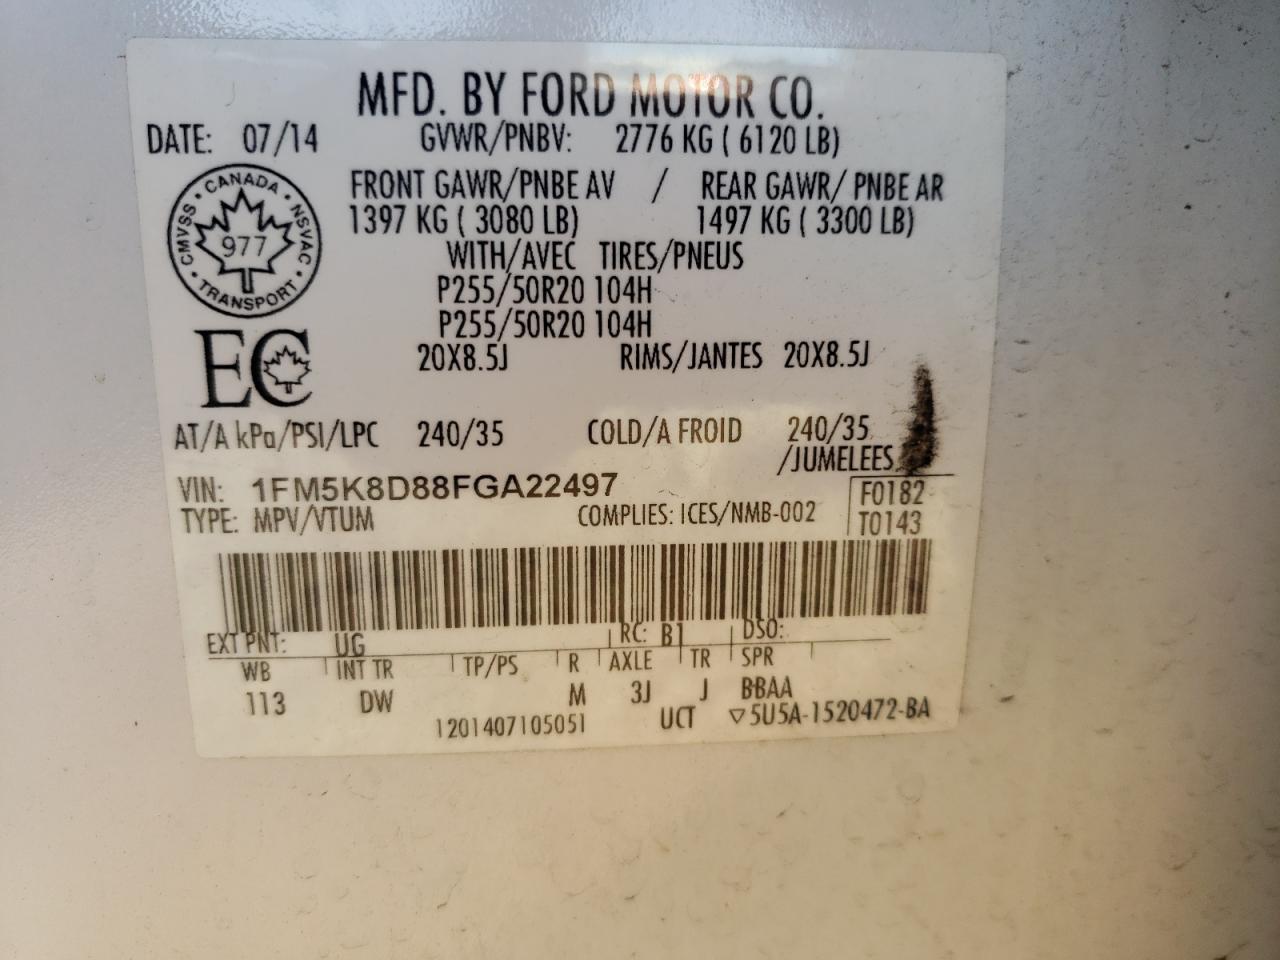 MFD. BY FORD MOTOR CO.
DATE: 07/14 GVWR/PNBV: 2776 KG ( 6120 LB)
FRONT GAWR/PNBE AV / REAR GAWR/ PNBE AR
1397 KG ( 3080 LB) 1497 KG ( 3300 LB)
WITH/AVEC TIRES/PNEUS
P255/50R20 104H
P255/50R20 104H
20X8.5J RIMS/JANTES 20X8.5J
CANADA · NSVAC · TRANSPORT · CMVSS
977
EC
AT/A kPa/PSI/LPC 240/35 COLD/A FROID 240/35
/JUMELEES
VIN: 1FM5K8D88FGA22497
F0182
TYPE: MPV/VTUM COMPLIES: ICES/NMB-002
T0143
EXT PNT: UG RC: B1 DSO:
WB INT TR TP/PS R AXLE TR SPR
113 DW M 3J J BBAA
1201407105051 UCT ▽5U5A-1520472-BA